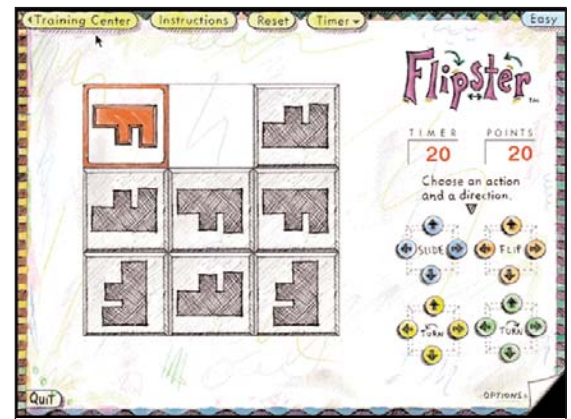 Training Center
Instructions
Reset
Timer
Easy
Flipster™
TIMER
POINTS
20
20
Choose an action
and a direction.
SLIDE
FLIP
TURN
TURN
QUIT
OPTIONS